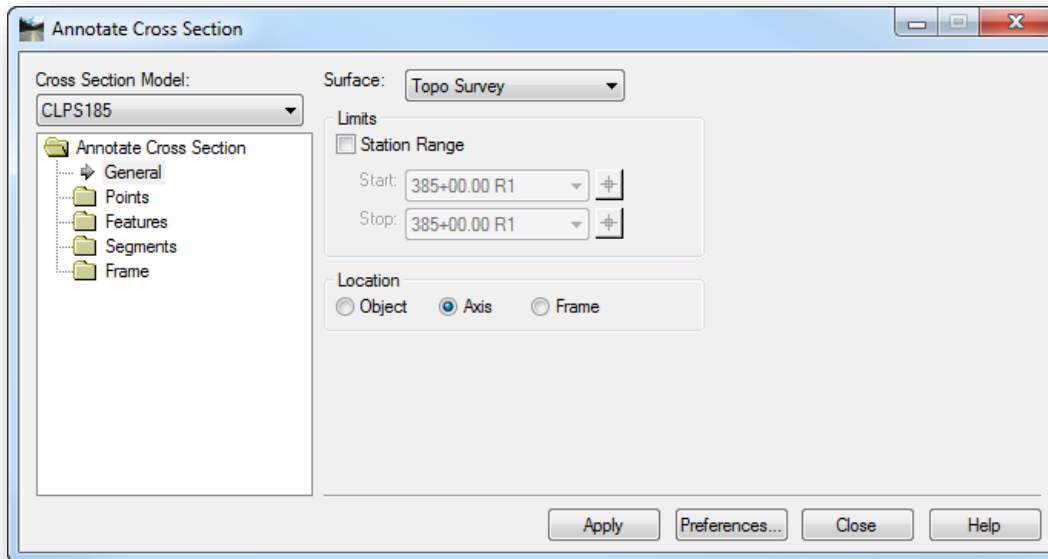 Annotate Cross Section
Cross Section Model:
CLPS185
Annotate Cross Section
General
Points
Features
Segments
Frame
Surface: Topo Survey
Limits
Station Range
Start: 385+00.00 R1
Stop: 385+00.00 R1
Location
Object Axis Frame
Apply Preferences... Close Help